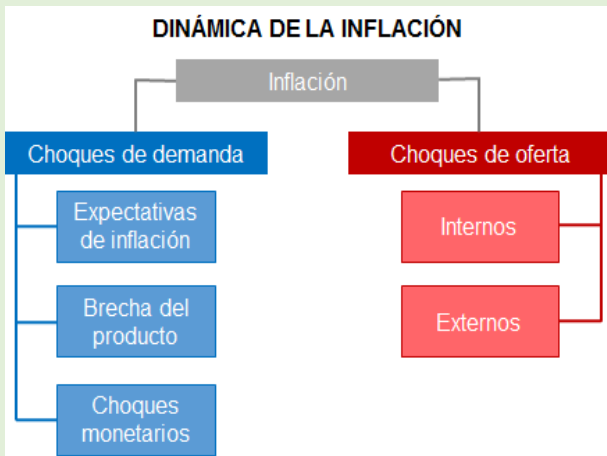 DINÁMICA DE LA INFLACIÓN
Inflación
Choques de demanda
Choques de oferta
Expectativas
de inflación
Internos
Brecha del
producto
Externos
Choques
monetarios